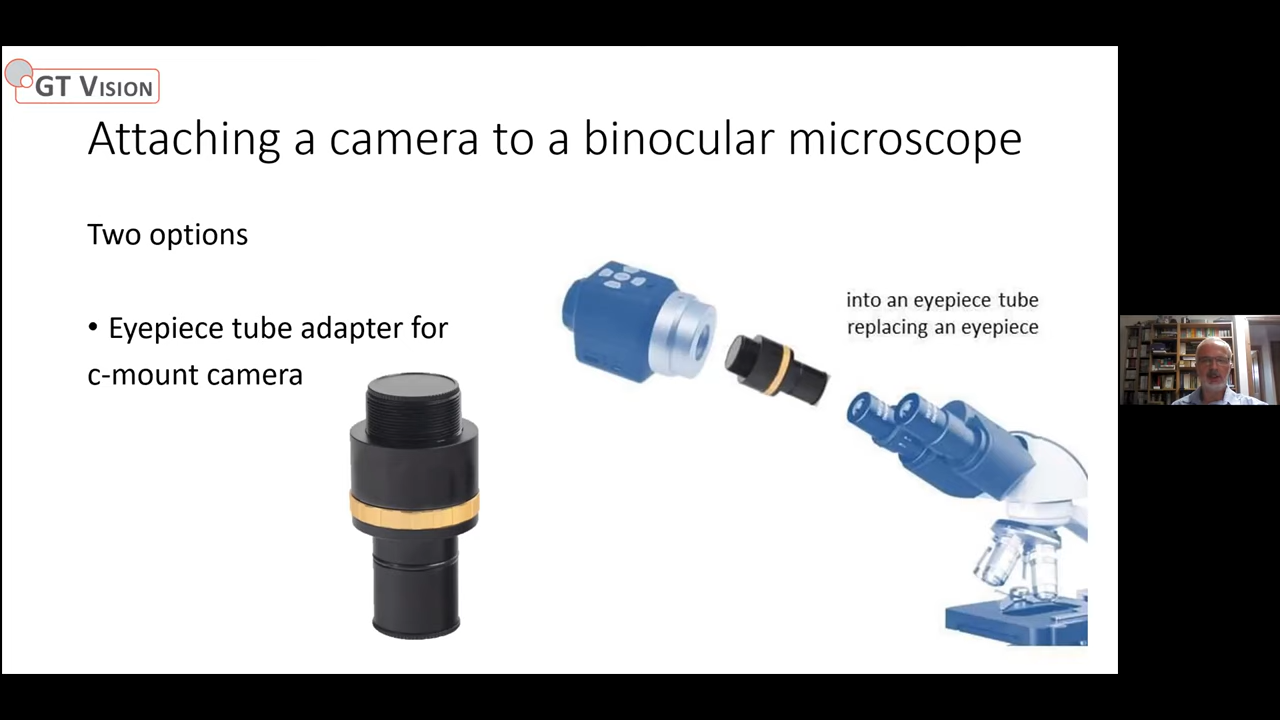 GT VISION
Attaching a camera to a binocular microscope
Two options
• Eyepiece tube adapter for
c-mount camera
into an eyepiece tube
replacing an eyepiece